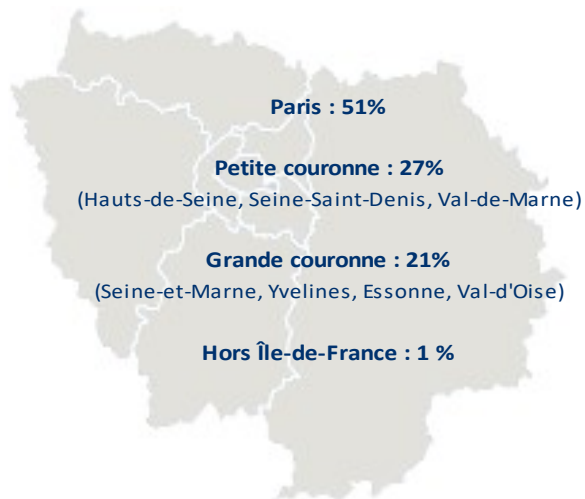 Paris : 51%
Petite couronne : 27%
(Hauts-de-Seine, Seine-Saint-Denis, Val-de-Marne)
Grande couronne : 21%
(Seine-et-Marne, Yvelines, Essonne, Val-d'Oise)
Hors Île-de-France : 1 %